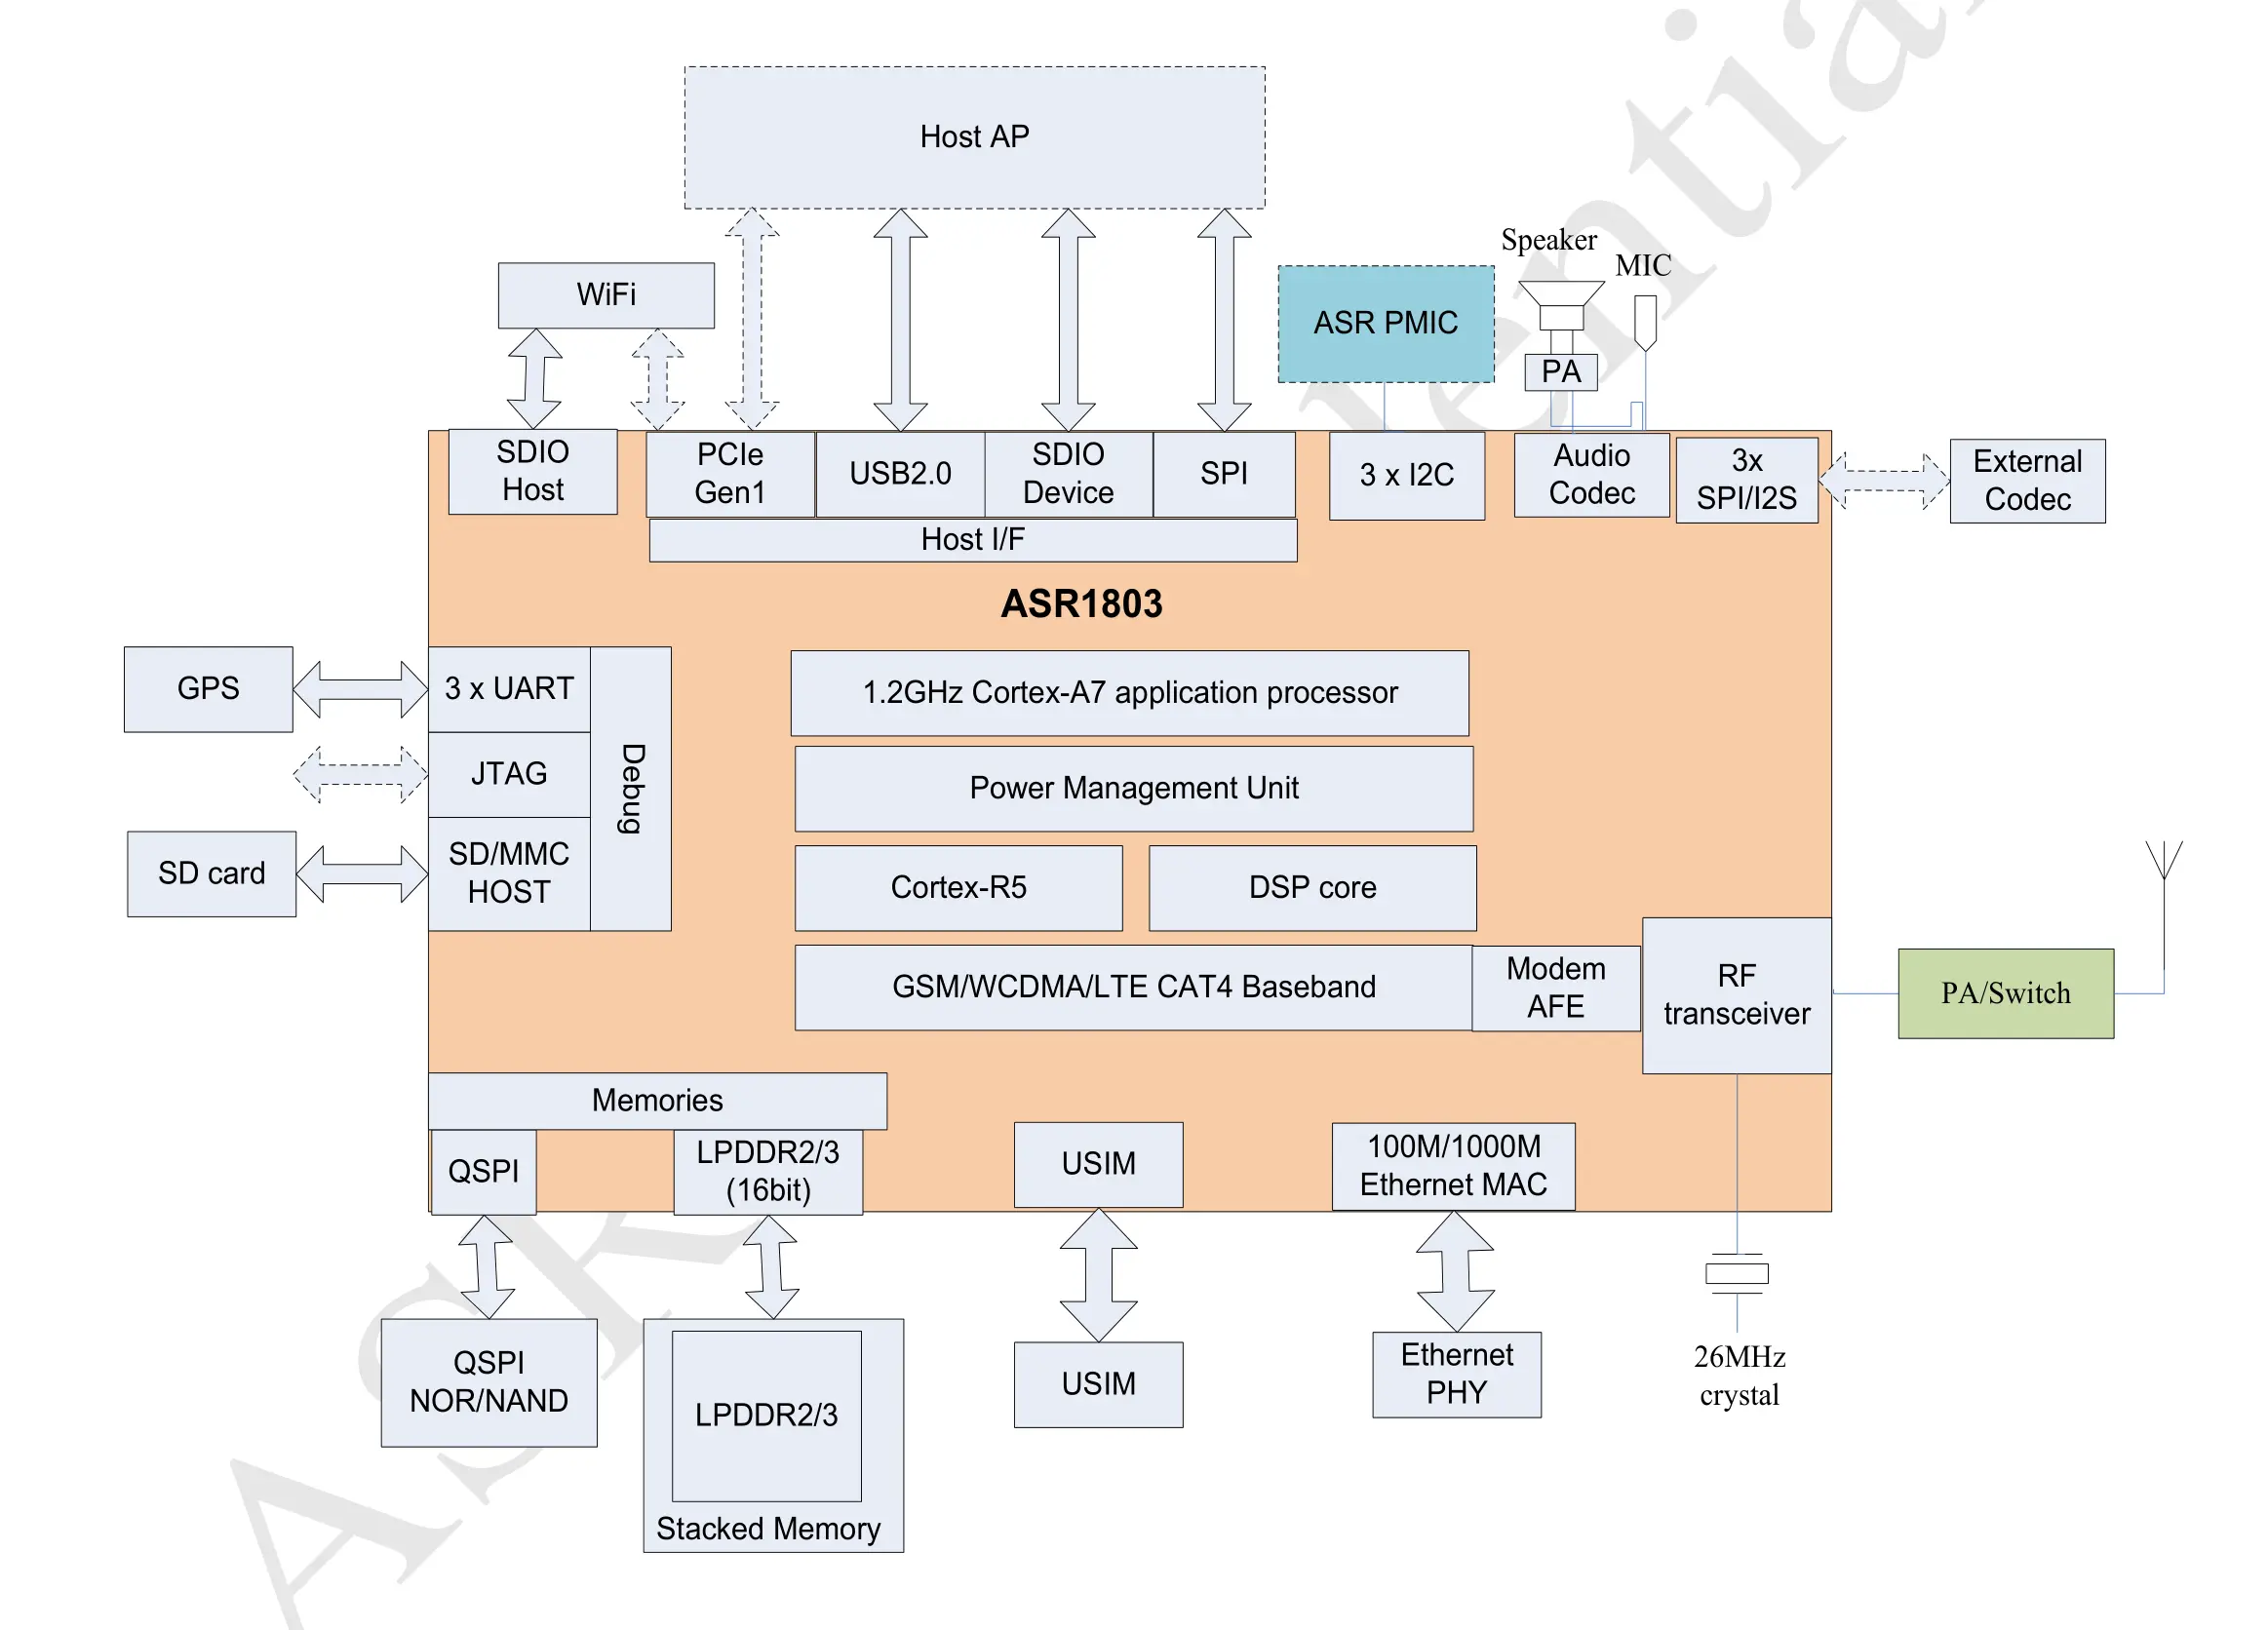 Host AP
Speaker
MIC
WiFi
ASR PMIC
PA
SDIO
Host
PCIe
Gen1
USB2.0
SDIO
Device
SPI
3 x I2C
Audio
Codec
3x
SPI/I2S
External
Codec
Host I/F
ASR1803
GPS
3 x UART
1.2GHz Cortex-A7 application processor
JTAG
Debug
Power Management Unit
SD card
SD/MMC
HOST
Cortex-R5
DSP core
GSM/WCDMA/LTE CAT4 Baseband
Modem
AFE
RF
transceiver
PA/Switch
Memories
QSPI
LPDDR2/3
(16bit)
USIM
100M/1000M
Ethernet MAC
QSPI
NOR/NAND
LPDDR2/3
Stacked Memory
USIM
Ethernet
PHY
26MHz
crystal